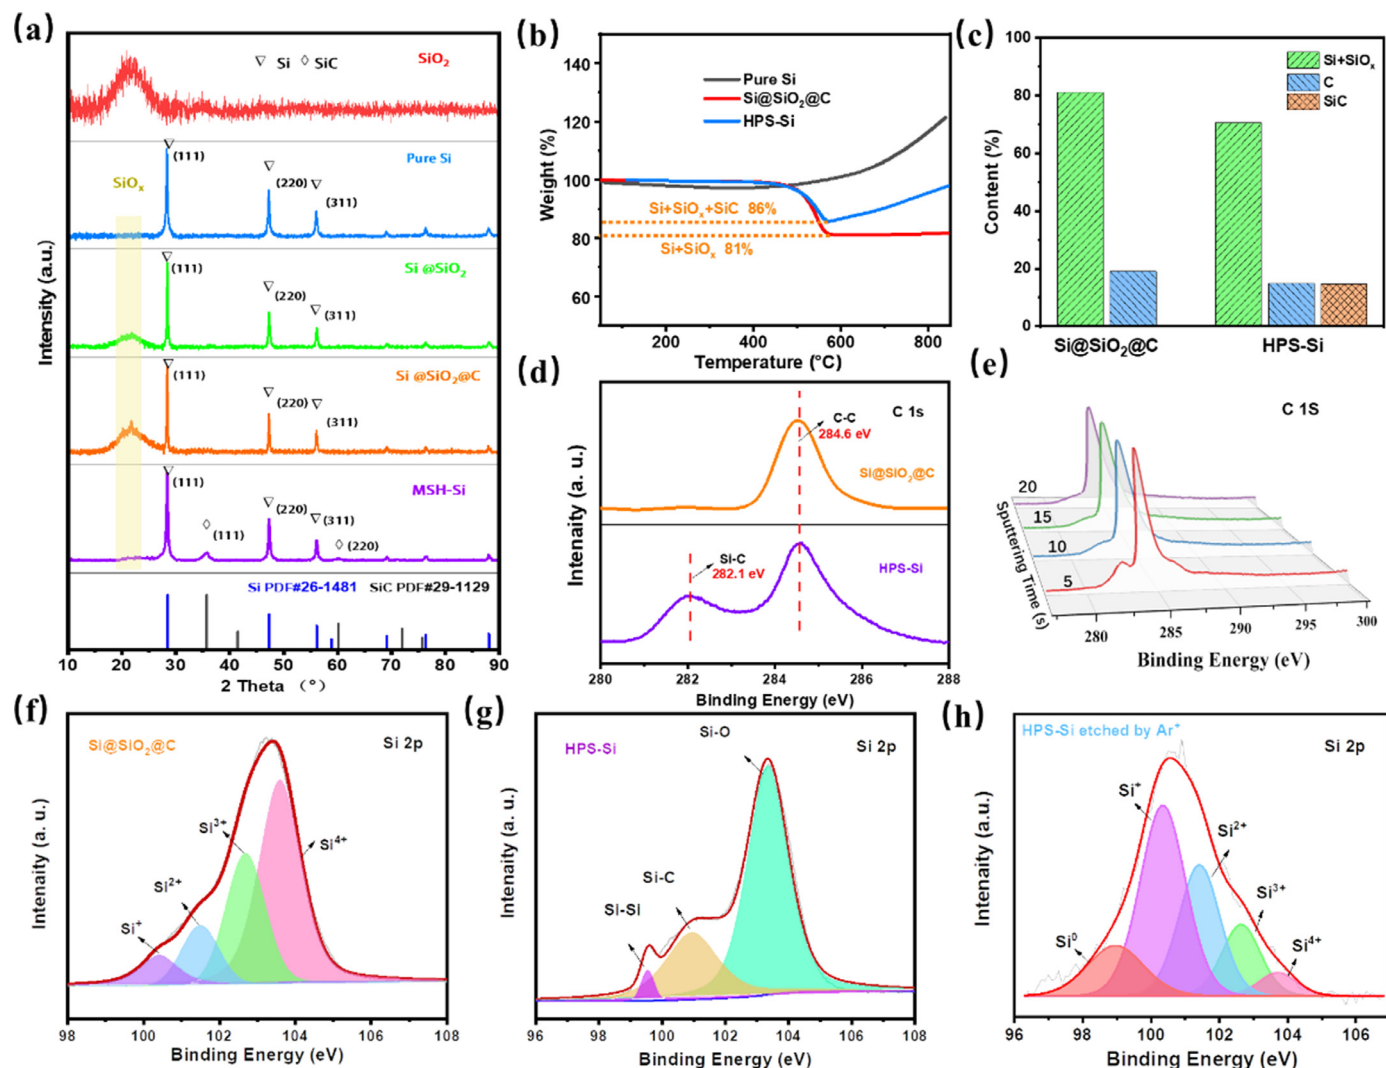 (a)
▽ Si ◇ SiC
SiO₂
(111)
Pure Si
SiOₓ
(220)
(311)
(111)
Si @SiO₂
(220)
(311)
(111)
Si @SiO₂@C
(220)
(311)
(111)
MSH-Si
(111)
(220)
(311)
(220)
Si PDF#26-1481 SiC PDF#29-1129
10 20 30 40 50 60 70 80 90
2 Theta (°)
Intensity (a.u.)
(b)
140
120
100
80
60
Pure Si
Si@SiO₂@C
HPS-Si
Si+SiOₓ+SiC 86%
Si+SiOₓ 81%
200 400 600 800
Temperature (°C)
Weight (%)
(c)
100
80
60
40
20
0
Si+SiOₓ
C
SiC
Si@SiO₂@C HPS-Si
Content (%)
(d)
C 1s
C-C
284.6 eV
Si@SiO₂@C
Si-C
282.1 eV
HPS-Si
280 282 284 286 288
Binding Energy (eV)
Intenaity (a. u.)
(e)
C 1S
20
15
10
5
Sputtering Time (s)
280 285 290 295 300
Binding Energy (eV)
(f)
Si@SiO₂@C
Si 2p
Si⁺
Si²⁺
Si³⁺
Si⁴⁺
98 100 102 104 106 108
Binding Energy (eV)
Intenaity (a. u.)
(g)
HPS-Si
Si 2p
Si-O
Si-C
Si-Si
96 98 100 102 104 106 108
Binding Energy (eV)
Intenaity (a. u.)
(h)
HPS-Si etched by Ar⁺
Si 2p
Si⁺
Si²⁺
Si³⁺
Si⁰
Si⁴⁺
96 98 100 102 104 106
Binding Energy (eV)
Intenaity (a.u.)